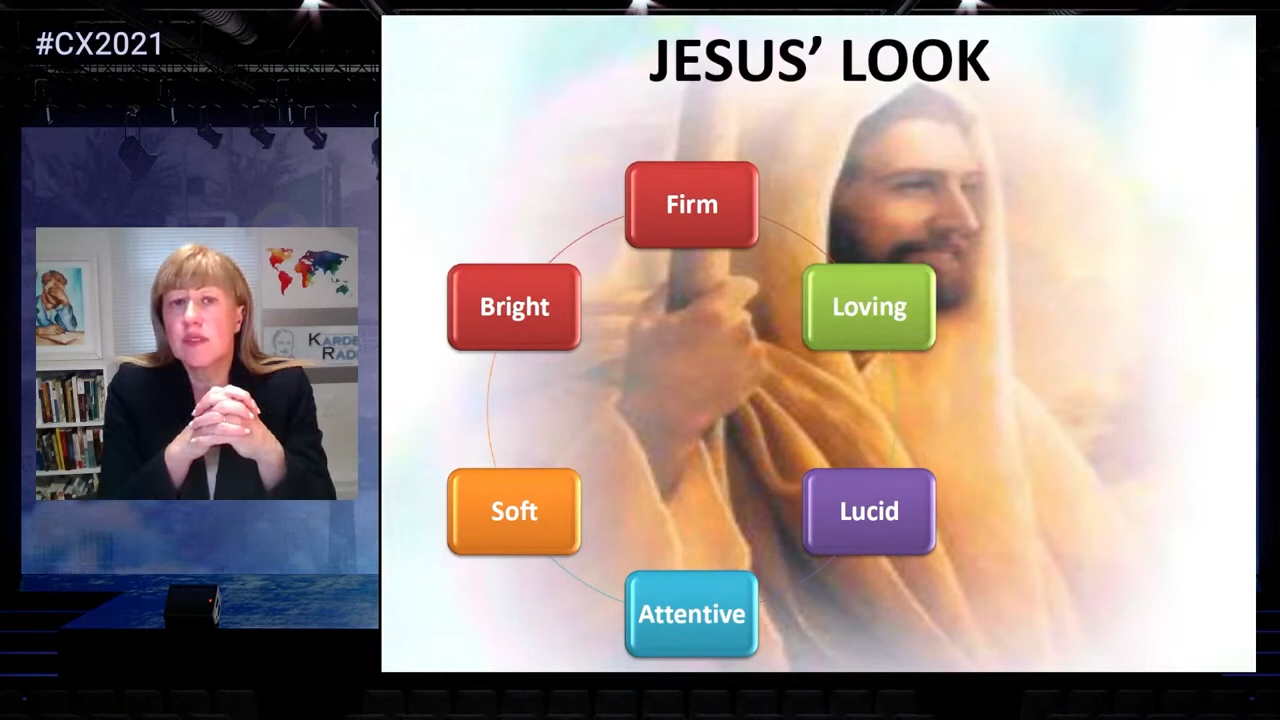 #CX2021
JESUS’ LOOK
Firm
Bright
Loving
Soft
Lucid
Attentive